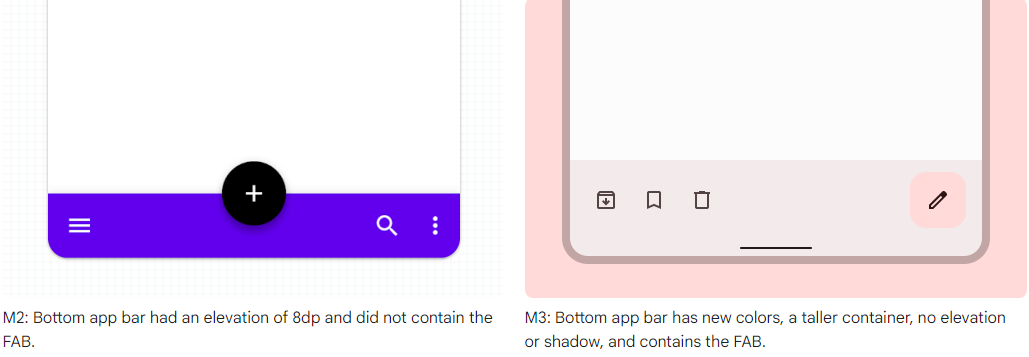 M2: Bottom app bar had an elevation of 8dp and did not contain the
FAB.
M3: Bottom app bar has new colors, a taller container, no elevation
or shadow, and contains the FAB.